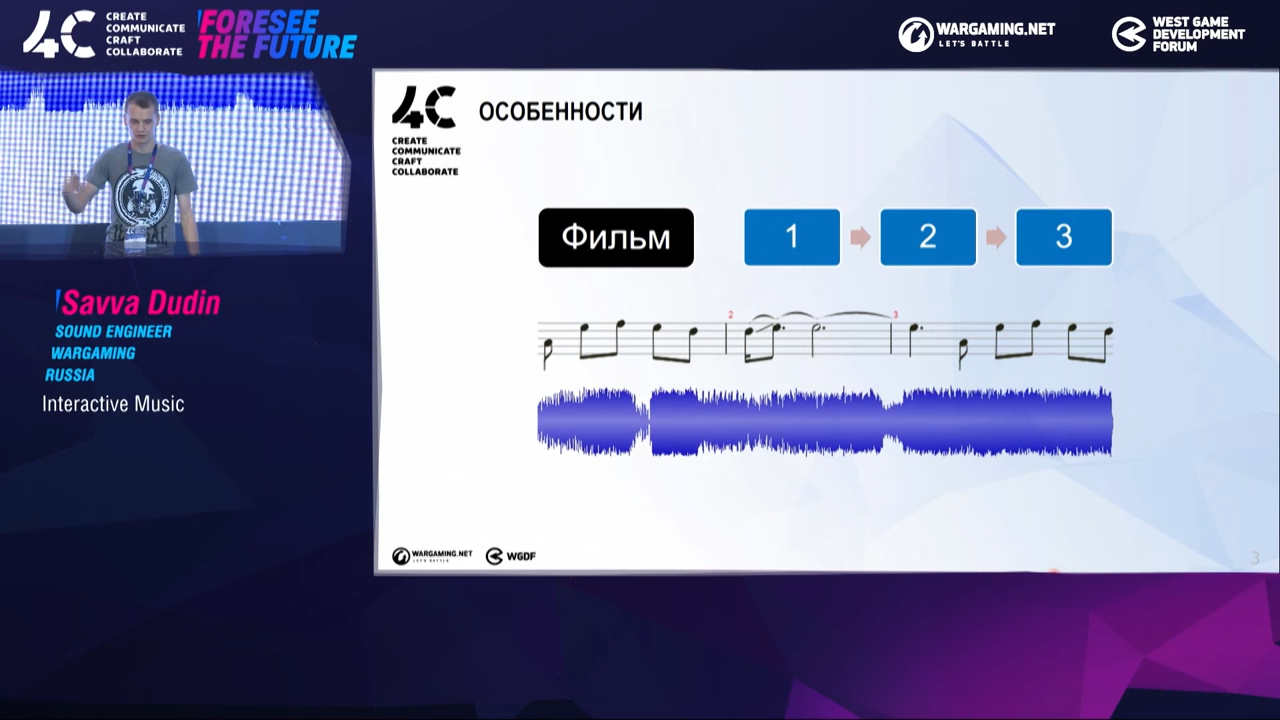 4C
CREATE
COMMUNICATE
CRAFT
COLLABORATE
FORESEE
THE FUTURE
WARGAMING.NET
LET'S BATTLE
WEST GAME
DEVELOPMENT
FORUM
4C
CREATE
COMMUNICATE
CRAFT
COLLABORATE
ОСОБЕННОСТИ
Фильм
1
2
3
2
3
Savva Dudin
SOUND ENGINEER
WARGAMING
RUSSIA
Interactive Music
WARGAMING.NET
LET'S BATTLE
WGDF
3